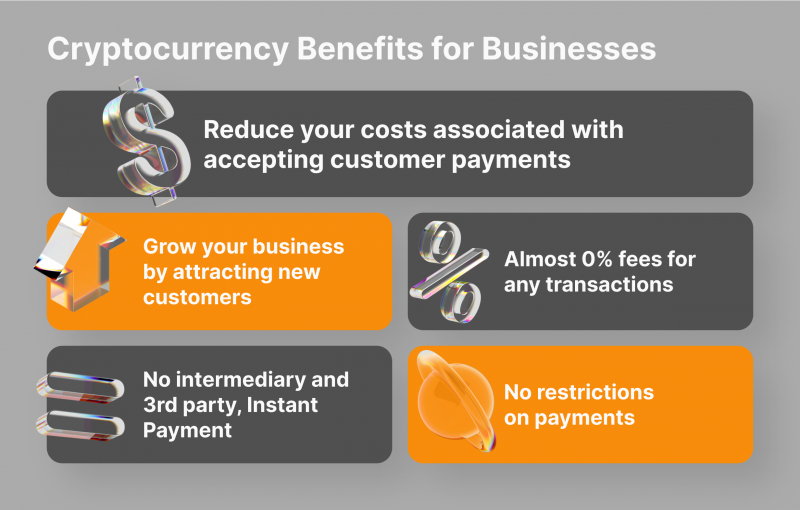 Cryptocurrency Benefits for Businesses
Reduce your costs associated with
accepting customer payments
Grow your business
by attracting new
customers
Almost 0% fees for
any transactions
No intermediary and
3rd party, Instant
Payment
No restrictions
on payments